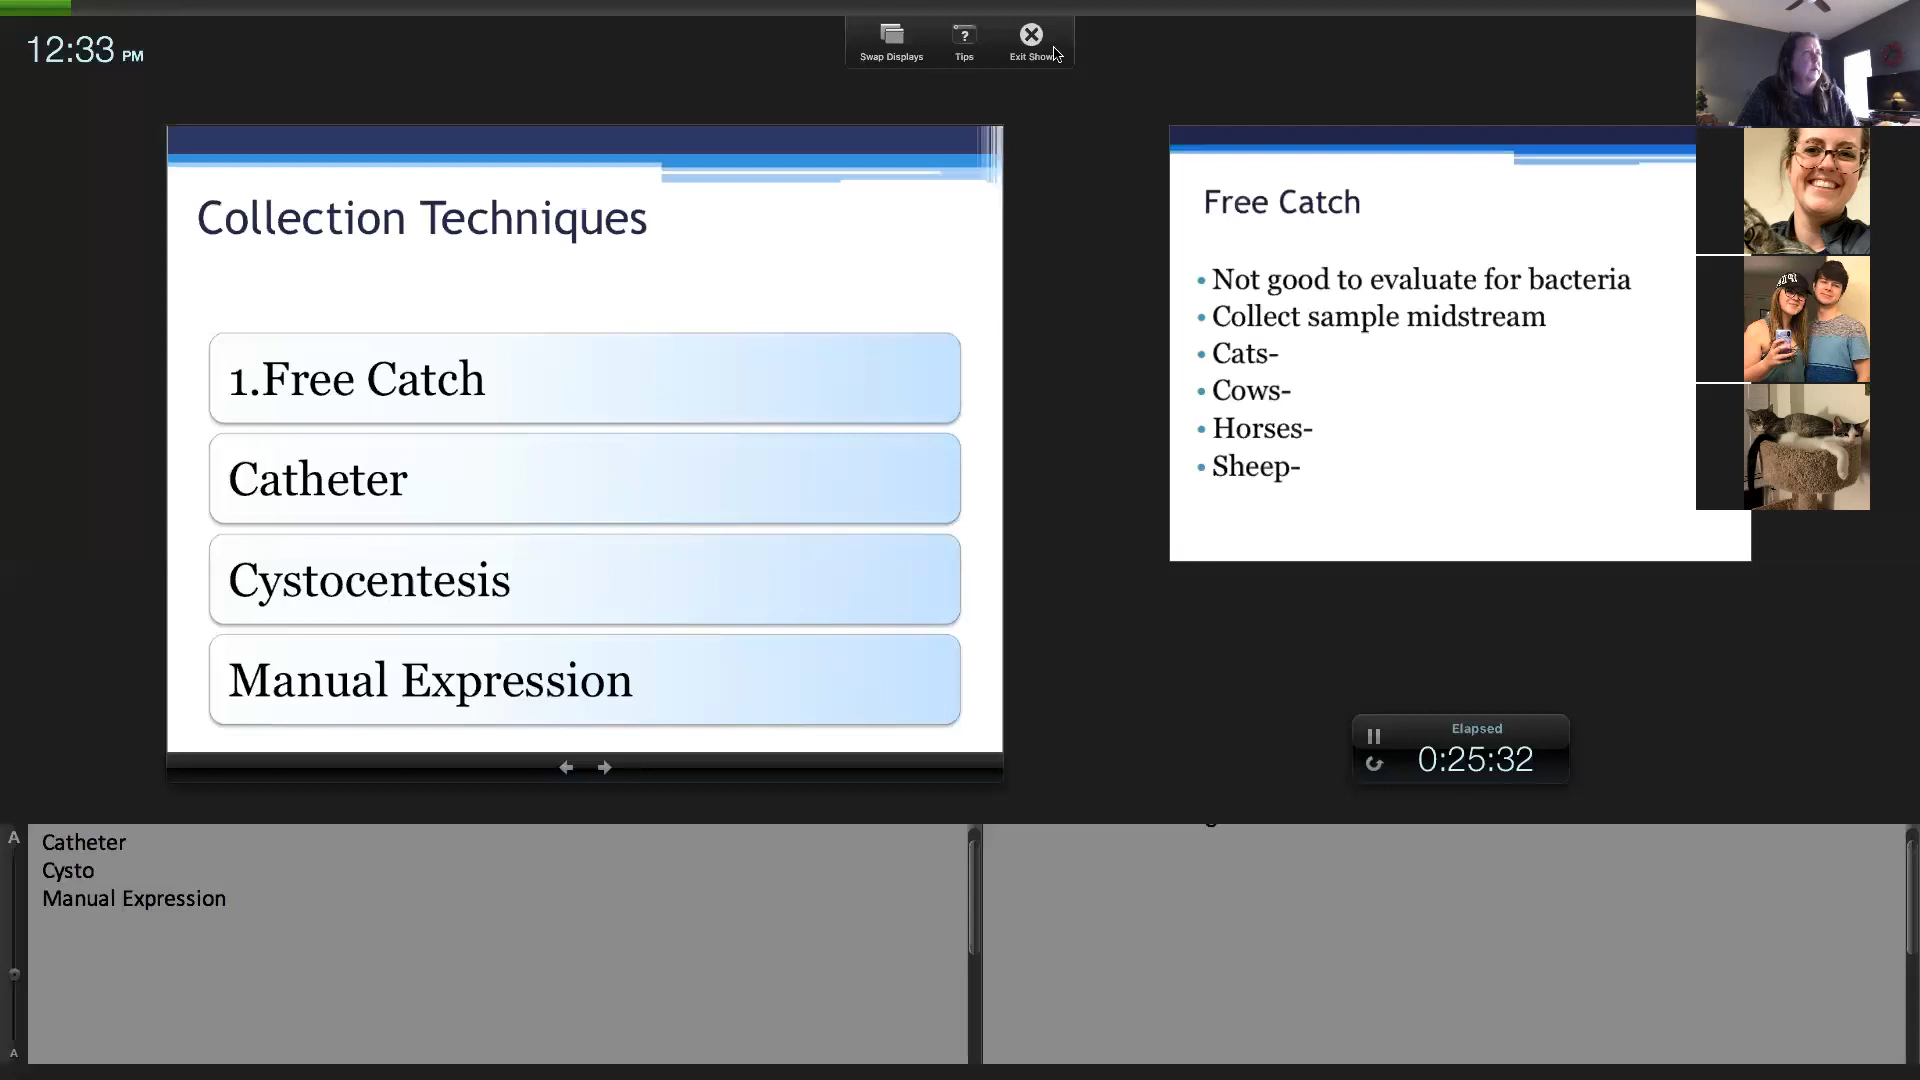 12:33 PM
Swap Displays
Tips
Exit Show
Collection Techniques
1.Free Catch
Catheter
Cystocentesis
Manual Expression
Free Catch
• Not good to evaluate for bacteria
• Collect sample midstream
• Cats-
• Cows-
• Horses-
• Sheep-
Elapsed
0:25:32
A
Catheter
Cysto
Manual Expression
A